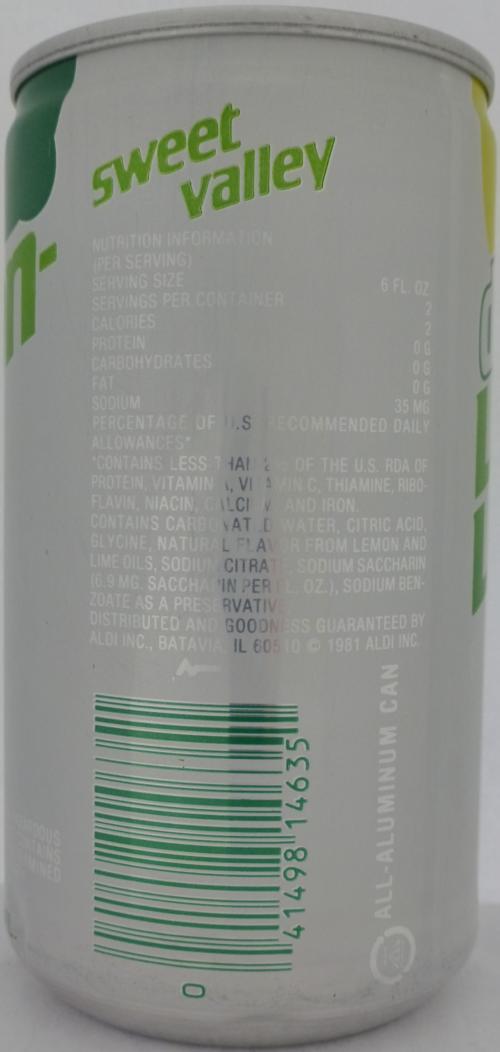 sweet
valley
n-
NUTRITION INFORMATION
(PER SERVING)
SERVING SIZE 6 FL. OZ
SERVINGS PER CONTAINER 2
CALORIES 2
PROTEIN 0 G
CARBOHYDRATES 0 G
FAT 0 G
SODIUM 35 MG
PERCENTAGE OF U.S. RECOMMENDED DAILY
ALLOWANCES*
*CONTAINS LESS THAN 2% OF THE U.S. RDA OF
PROTEIN, VITAMIN A, VITAMIN C, THIAMINE, RIBO-
FLAVIN, NIACIN, CALCIUM AND IRON.
CONTAINS CARBONATED WATER, CITRIC ACID,
GLYCINE, NATURAL FLAVOR FROM LEMON AND
LIME OILS, SODIUM CITRATE, SODIUM SACCHARIN
(6.9 MG. SACCHARIN PER FL. OZ.), SODIUM BEN-
ZOATE AS A PRESERVATIVE
DISTRIBUTED AND GOODNESS GUARANTEED BY
ALDI INC., BATAVIA, IL 60510 © 1981 ALDI INC.
ALL-ALUMINUM CAN
41498 14635
0